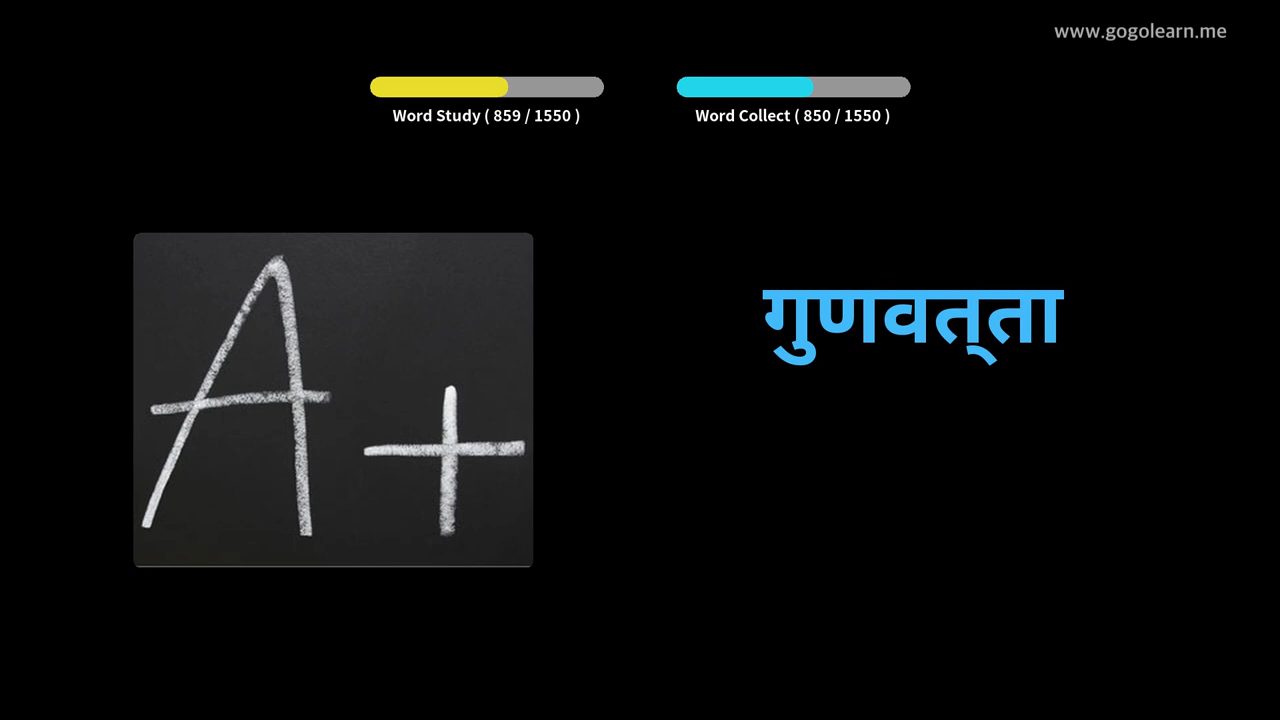 www.gogolearn.me
Word Study ( 859 / 1550 )
Word Collect ( 850 / 1550 )
A+
गुणवत्‌ता